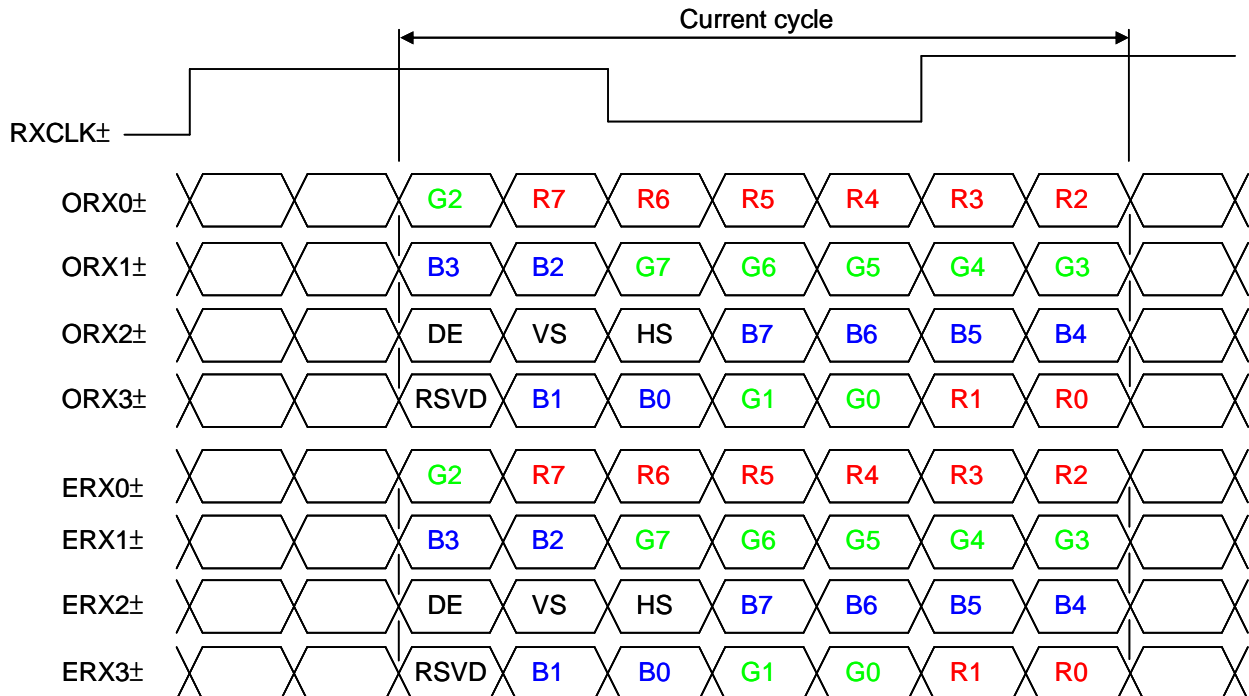 Current cycle
RXCLK±
ORX0± G2 R7 R6 R5 R4 R3 R2
ORX1± B3 B2 G7 G6 G5 G4 G3
ORX2± DE VS HS B7 B6 B5 B4
ORX3± RSVD B1 B0 G1 G0 R1 R0
ERX0± G2 R7 R6 R5 R4 R3 R2
ERX1± B3 B2 G7 G6 G5 G4 G3
ERX2± DE VS HS B7 B6 B5 B4
ERX3± RSVD B1 B0 G1 G0 R1 R0